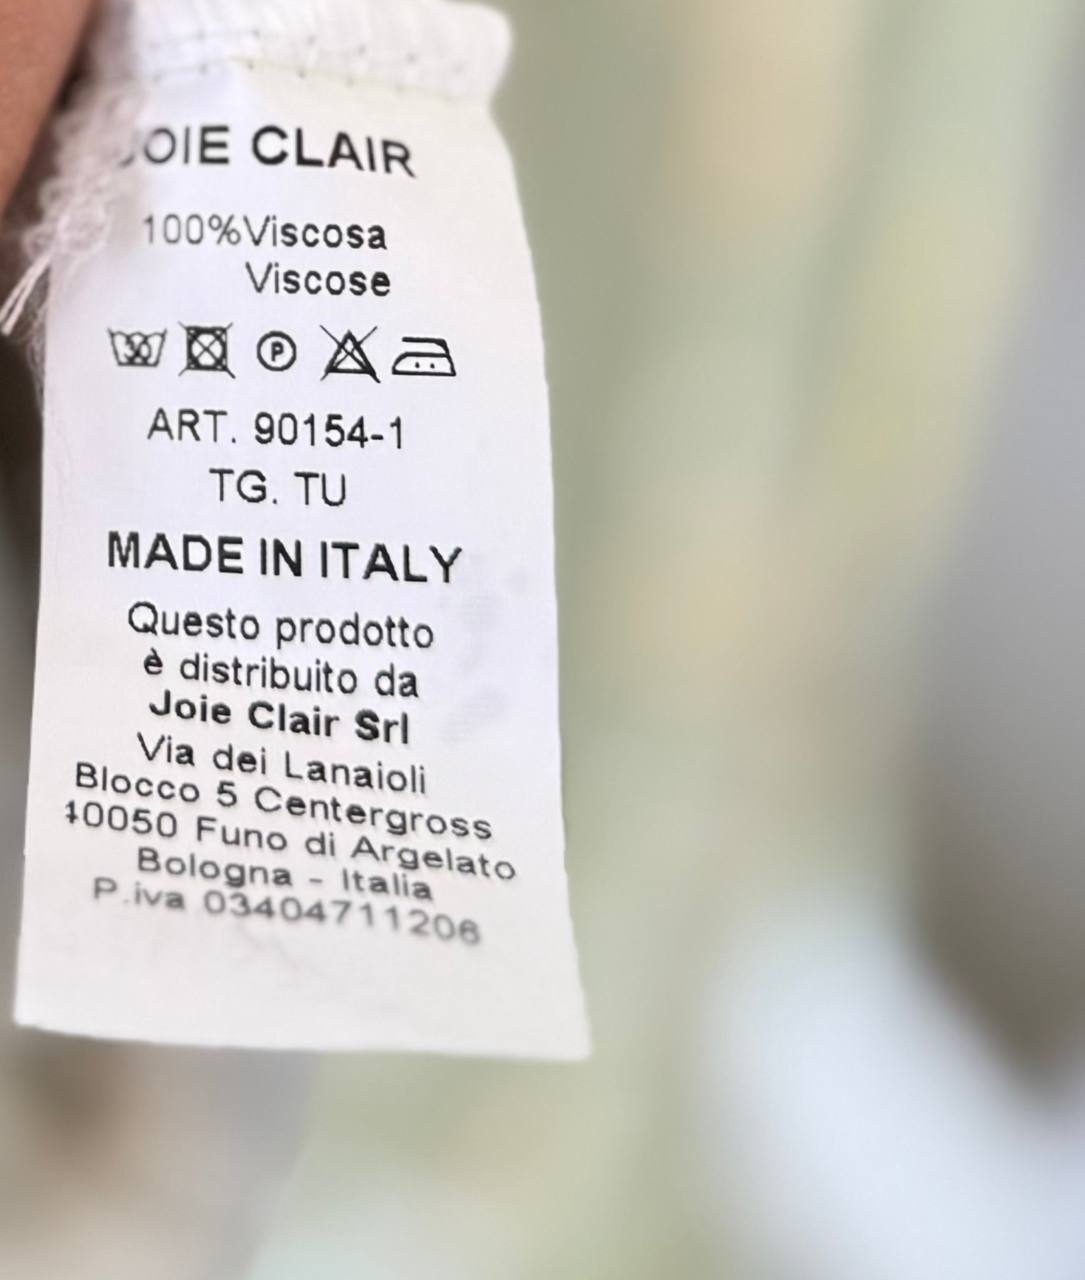 JOIE CLAIR
100%Viscosa
Viscose
30 P
ART. 90154-1
TG. TU
MADE IN ITALY
Questo prodotto
è distribuito da
Joie Clair Srl
Via dei Lanaioli
Blocco 5 Centergross
40050 Funo di Argelato
Bologna - Italia
P.iva 03404711206